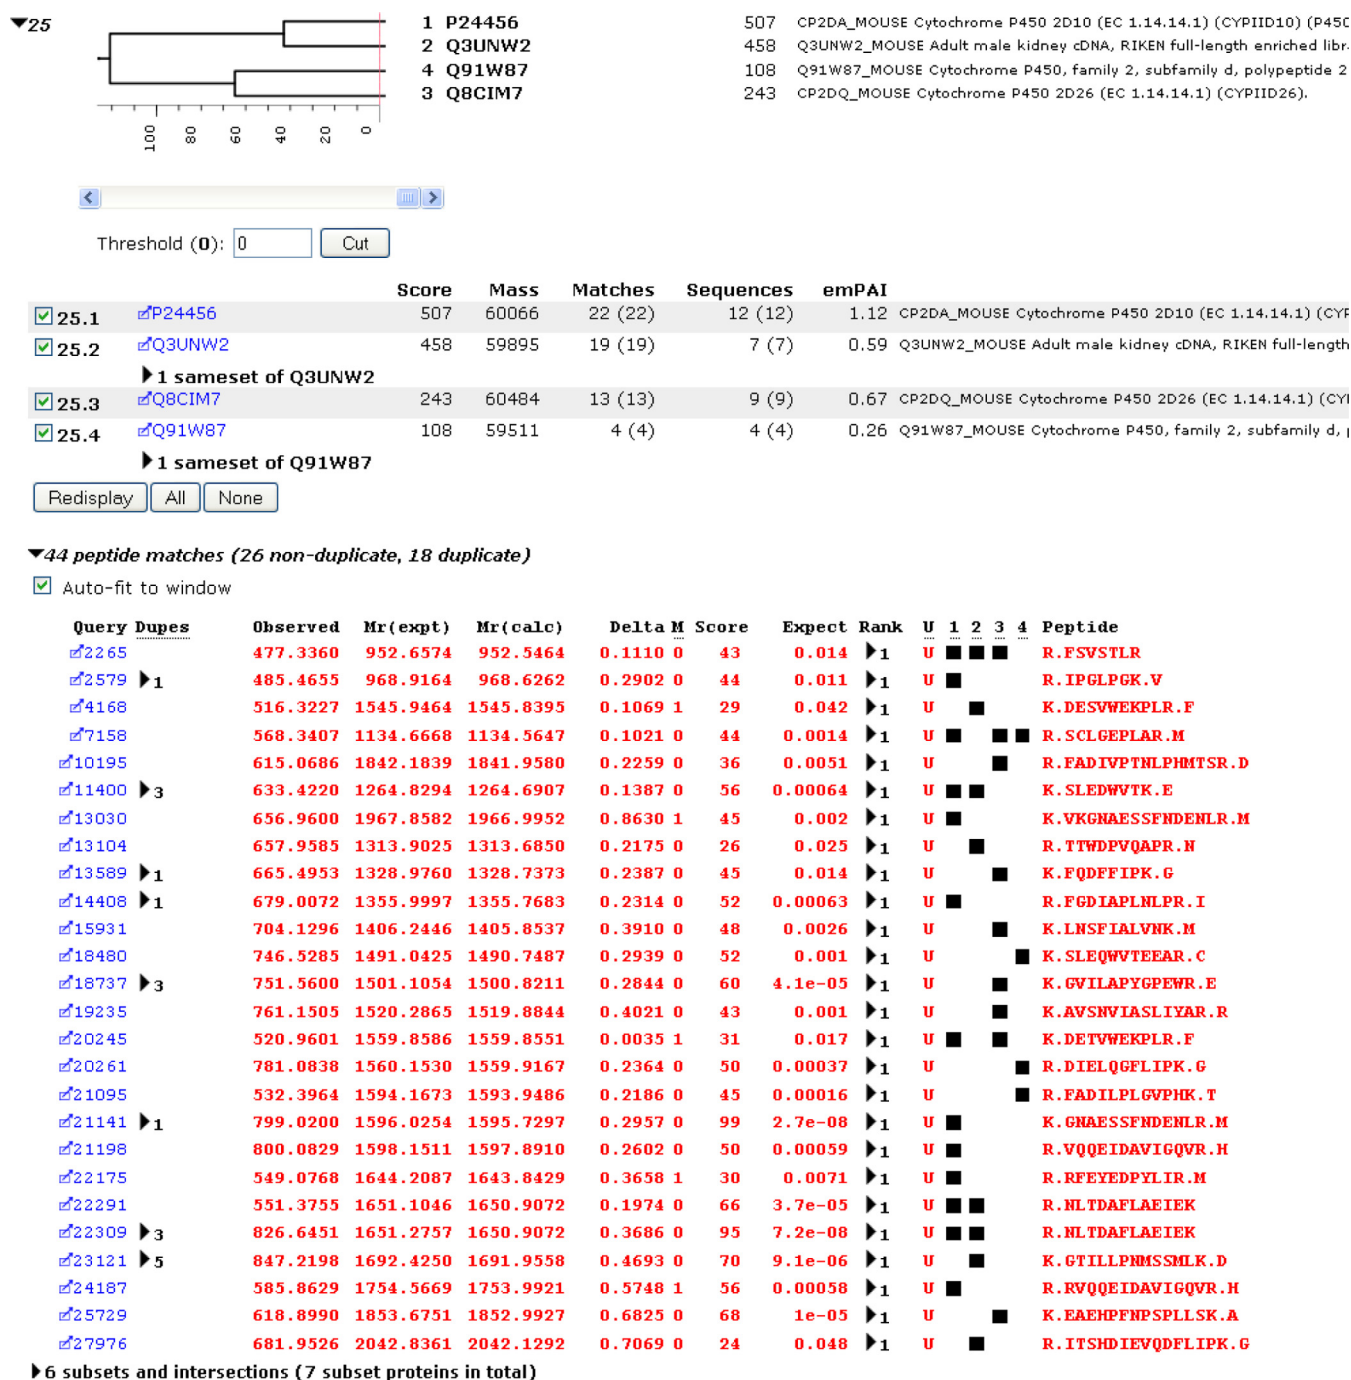 25
1 P24456 507 CP2DA_MOUSE Cytochrome P450 2D10 (EC 1.14.14.1) (CYPIID10) (P450
2 Q3UNW2 458 Q3UNW2_MOUSE Adult male kidney cDNA, RIKEN full-length enriched libr
4 Q91W87 108 Q91W87_MOUSE Cytochrome P450, family 2, subfamily d, polypeptide 2
3 Q8CIM7 243 CP2DQ_MOUSE Cytochrome P450 2D26 (EC 1.14.14.1) (CYPIID26).
100 80 60 40 20 0
Threshold (0): 0 Cut
Score Mass Matches Sequences emPAI
25.1 P24456 507 60066 22 (22) 12 (12) 1.12 CP2DA_MOUSE Cytochrome P450 2D10 (EC 1.14.14.1) (CYP
25.2 Q3UNW2 458 59895 19 (19) 7 (7) 0.59 Q3UNW2_MOUSE Adult male kidney cDNA, RIKEN full-length
1 sameset of Q3UNW2
25.3 Q8CIM7 243 60484 13 (13) 9 (9) 0.67 CP2DQ_MOUSE Cytochrome P450 2D26 (EC 1.14.14.1) (CYP
25.4 Q91W87 108 59511 4 (4) 4 (4) 0.26 Q91W87_MOUSE Cytochrome P450, family 2, subfamily d,
1 sameset of Q91W87
Redisplay All None
44 peptide matches (26 non-duplicate, 18 duplicate)
Auto-fit to window
Query Dupes Observed Mr(expt) Mr(calc) Delta M Score Expect Rank U 1 2 3 4 Peptide
2265 477.3360 952.6574 952.5464 0.1110 0 43 0.014 1 U R.FSVSTLR
2579 1 485.4655 968.9164 968.6262 0.2902 0 44 0.011 1 U R.IPGLPGK.V
4168 516.3227 1545.9464 1545.8395 0.1069 1 29 0.042 1 U K.DESVWEKPLR.F
7158 568.3407 1134.6668 1134.5647 0.1021 0 44 0.0014 1 U R.SCLGEPLAR.M
10195 615.0686 1842.1839 1841.9580 0.2259 0 36 0.0051 1 U R.FADIVPTNLPHMTSR.D
11400 3 633.4220 1264.8294 1264.6907 0.1387 0 56 0.00064 1 U K.SLEDWVTK.E
13030 656.9600 1967.8582 1966.9952 0.8630 1 45 0.002 1 U K.VKGNAESSFNDENLR.M
13104 657.9585 1313.9025 1313.6850 0.2175 0 26 0.025 1 U R.TTWDPVQAPR.N
13589 1 665.4953 1328.9760 1328.7373 0.2387 0 45 0.014 1 U K.FQDFFIPK.G
14408 1 679.0072 1355.9997 1355.7683 0.2314 0 52 0.00063 1 U R.FGDIAPLNLPR.I
15931 704.1296 1406.2446 1405.8537 0.3910 0 48 0.0026 1 U K.LNSFIALVNK.M
18480 746.5285 1491.0425 1490.7487 0.2939 0 52 0.001 1 U K.SLEQWVTEEAR.C
18737 3 751.5600 1501.1054 1500.8211 0.2844 0 60 4.1e-05 1 U K.GVILAPYGPEWR.E
19235 761.1505 1520.2865 1519.8844 0.4021 0 43 0.001 1 U K.AVSNVIASLIYAR.R
20245 520.9601 1559.8586 1559.8551 0.0035 1 31 0.017 1 U K.DETVWEKPLR.F
20261 781.0838 1560.1530 1559.9167 0.2364 0 50 0.00037 1 U R.DIELQGFLIPK.G
21095 532.3964 1594.1673 1593.9486 0.2186 0 45 0.00016 1 U R.FADILPLGVPHK.T
21141 1 799.0200 1596.0254 1595.7297 0.2957 0 99 2.7e-08 1 U K.GNAESSFNDENLR.M
21198 800.0829 1598.1511 1597.8910 0.2602 0 50 0.00059 1 U R.VQQEIDAVIGQVR.H
22175 549.0768 1644.2087 1643.8429 0.3658 1 30 0.0071 1 U R.RFEYEDPYLIR.M
22291 551.3755 1651.1046 1650.9072 0.1974 0 66 3.7e-05 1 U R.NLTDAFLAEIEK
22309 3 826.6451 1651.2757 1650.9072 0.3686 0 95 7.2e-08 1 U R.NLTDAFLAEIEK
23121 5 847.2198 1692.4250 1691.9558 0.4693 0 70 9.1e-06 1 U K.GTILLPNMSSMLK.D
24187 585.8629 1754.5669 1753.9921 0.5748 1 56 0.00058 1 U R.RVQQEIDAVIGQVR.H
25729 618.8990 1853.6751 1852.9927 0.6825 0 68 1e-05 1 U K.EAEHPFNPSPLLSK.A
27976 681.9526 2042.8361 2042.1292 0.7069 0 24 0.048 1 U R.ITSHDIEVQDFLIPK.G
6 subsets and intersections (7 subset proteins in total)